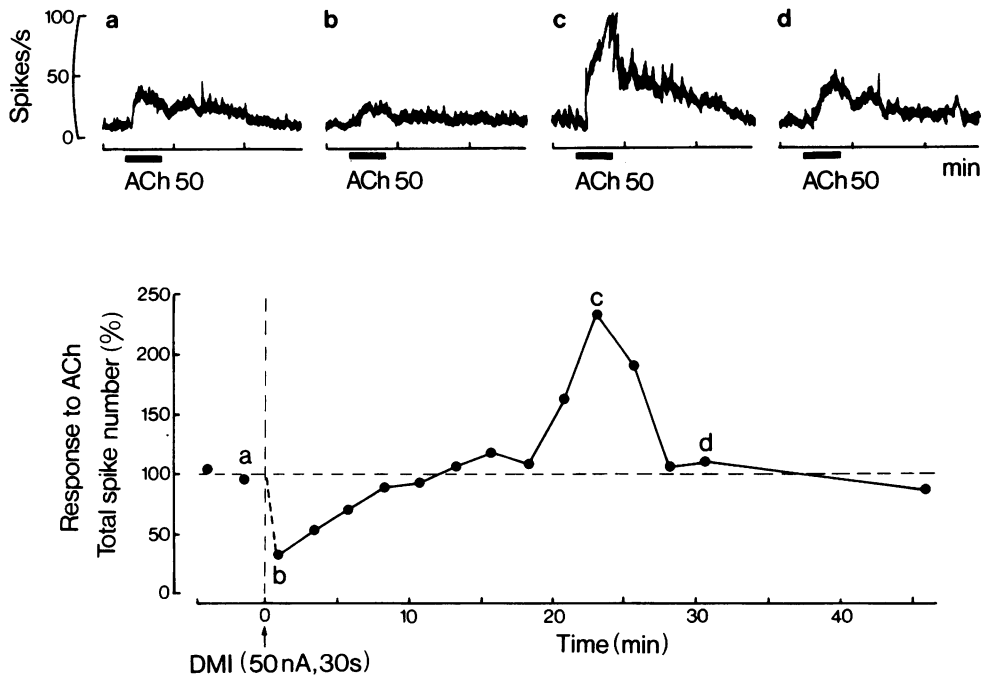 a b c d
Spikes/s
100
50
0
ACh 50 ACh 50 ACh 50 ACh 50
min
Response to ACh
Total spike number (%)
250
200
150
100
50
0
a
b
c
d
0 10 20 30 40
Time (min)
DMI (50 nA, 30s)